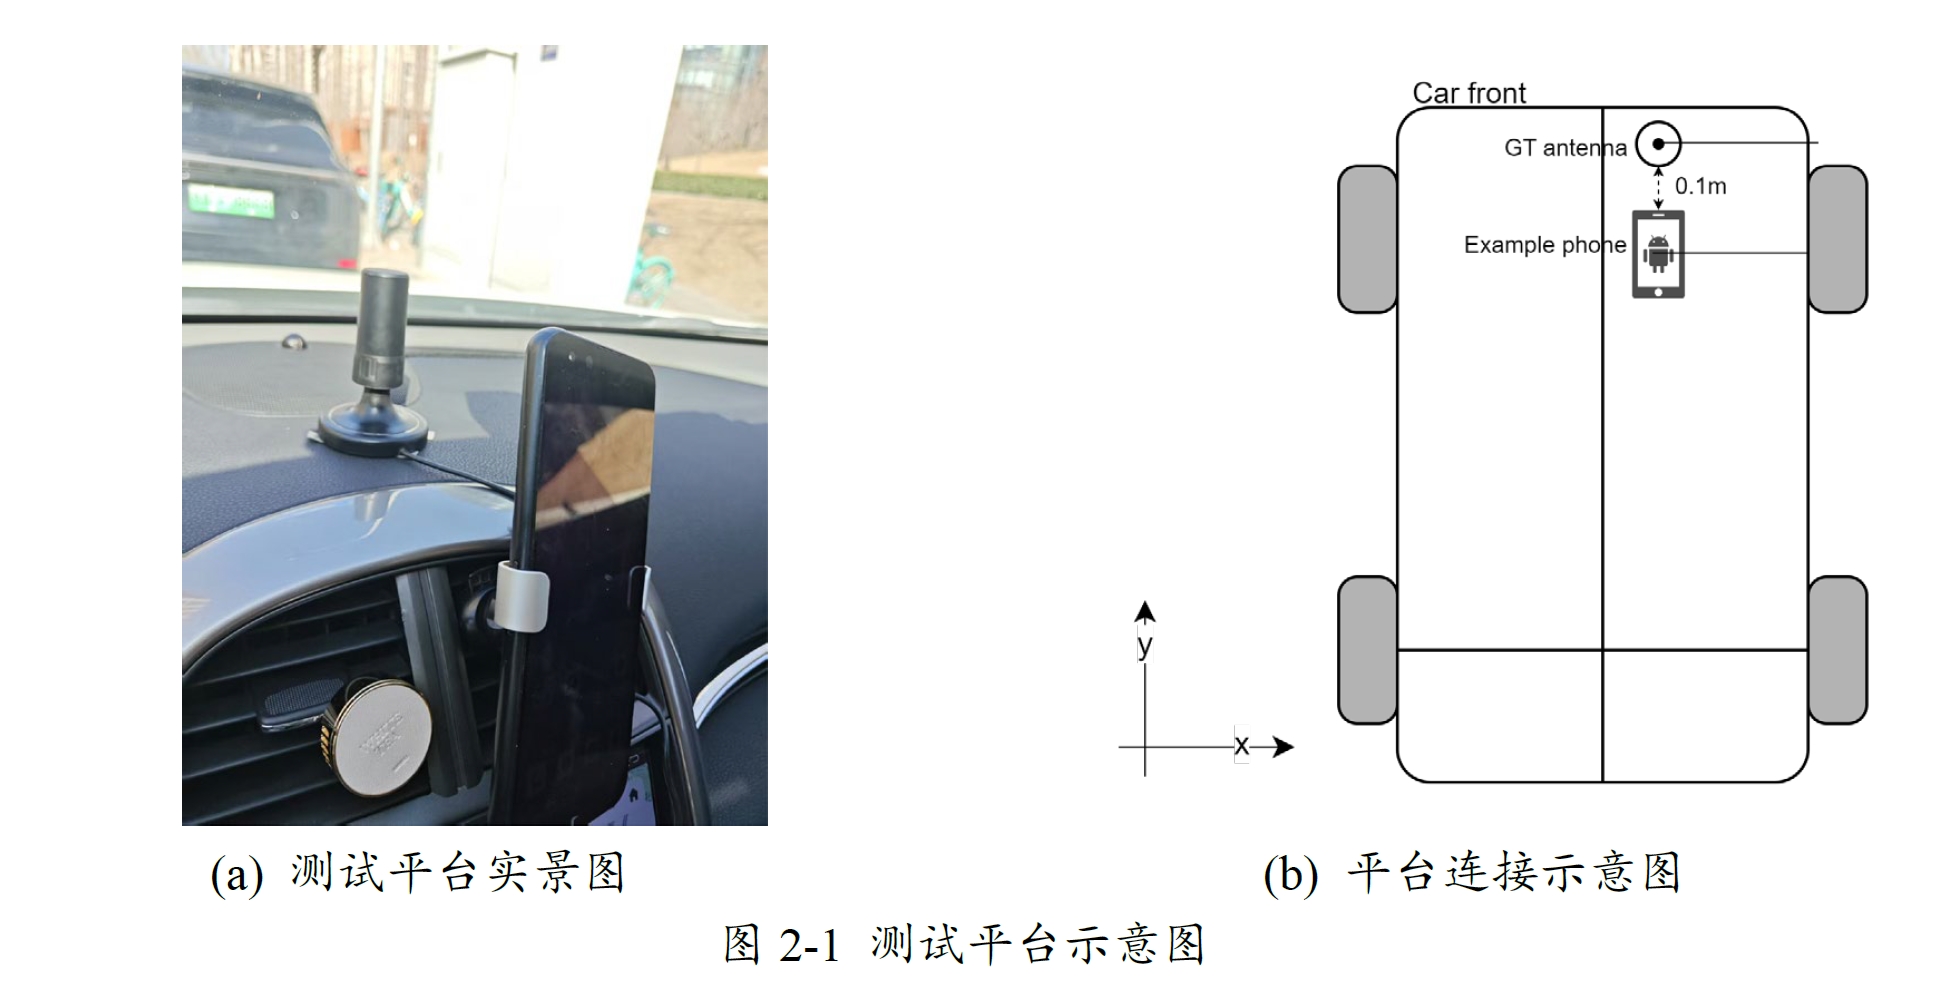 Car front
GT antenna
0.1m
Example phone
y
x
(a) 测试平台实景图
(b) 平台连接示意图
图 2-1 测试平台示意图